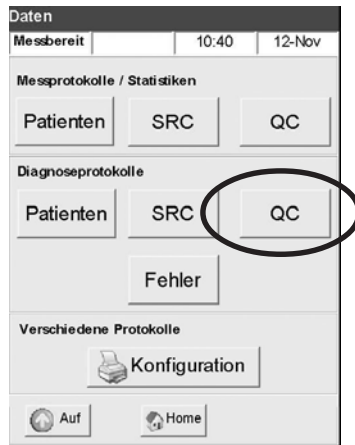 Daten
Messbereit 10:40 12-Nov
Messprotokolle / Statistiken
Patienten SRC QC
Diagnoseprotokolle
Patienten SRC QC
Fehler
Verschiedene Protokolle
Konfiguration
Auf Home